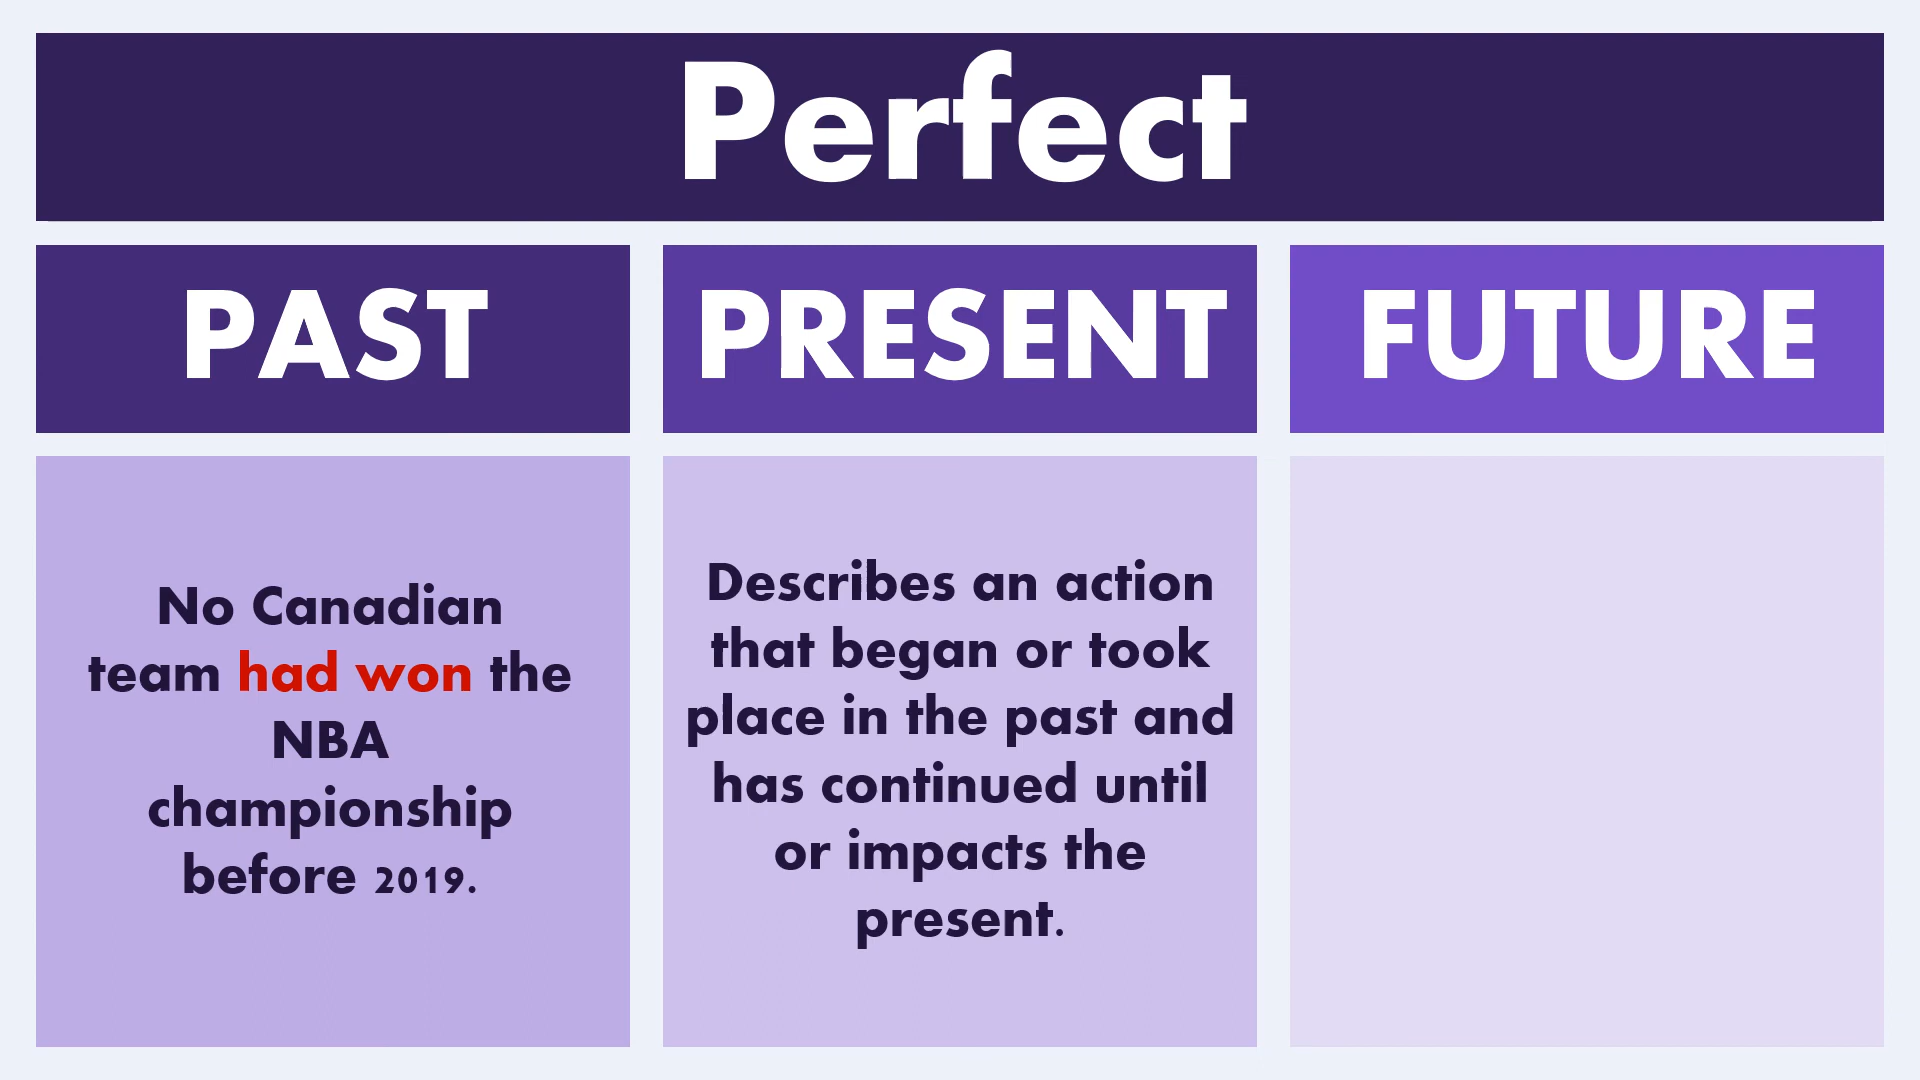 Perfect
PAST
PRESENT
FUTURE
No Canadian
team had won the
NBA
championship
before 2019.
Describes an action
that began or took
place in the past and
has continued until
or impacts the
present.